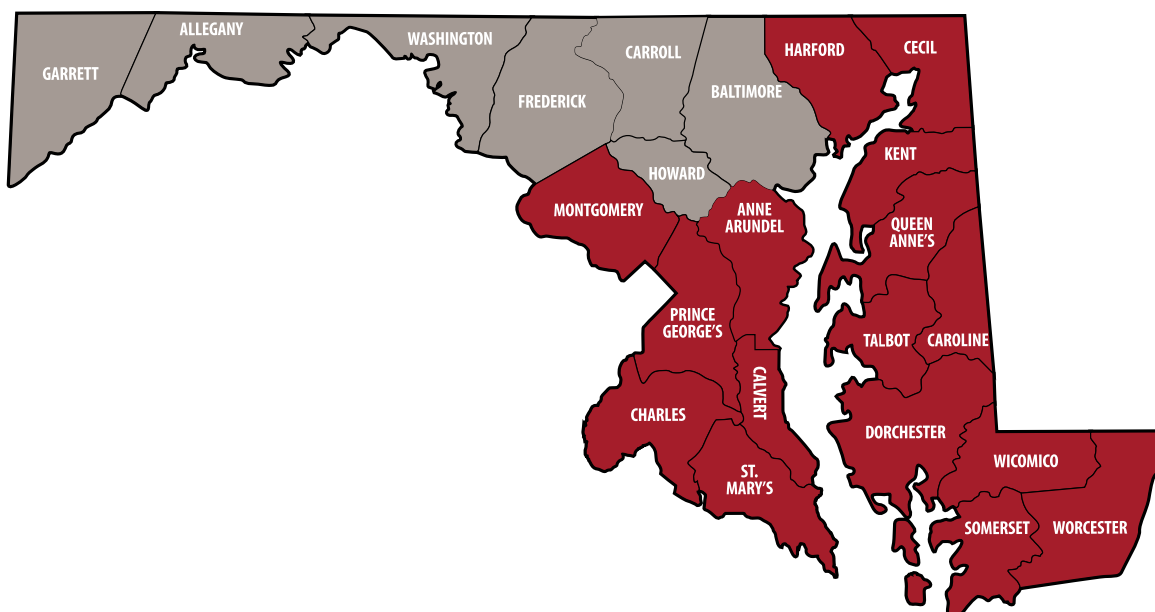 ALLEGANY
WASHINGTON
GARRETT
CARROLL
HARFORD
CECIL
FREDERICK
BALTIMORE
KENT
HOWARD
MONTGOMERY
ANNE
ARUNDEL
QUEEN
ANNE'S
PRINCE
GEORGE'S
TALBOT
CAROLINE
CALVERT
CHARLES
DORCHESTER
WICOMICO
ST.
MARY'S
SOMERSET
WORCESTER